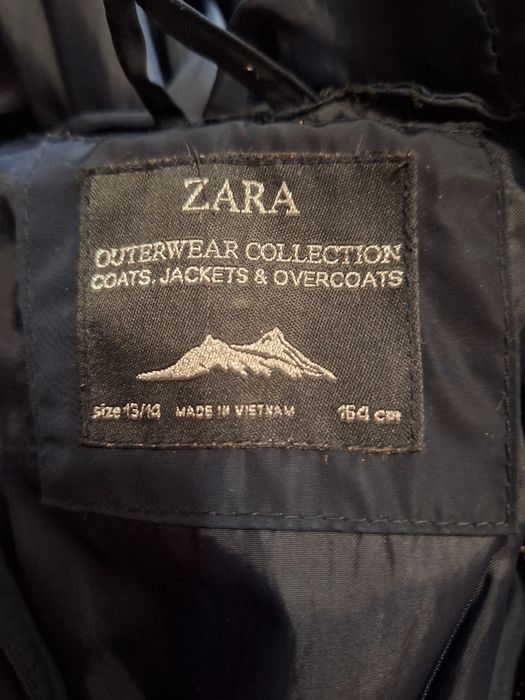 ZARA
OUTERWEAR COLLECTION
COATS, JACKETS & OVERCOATS
size 13/14 MADE IN VIETNAM 164 cm